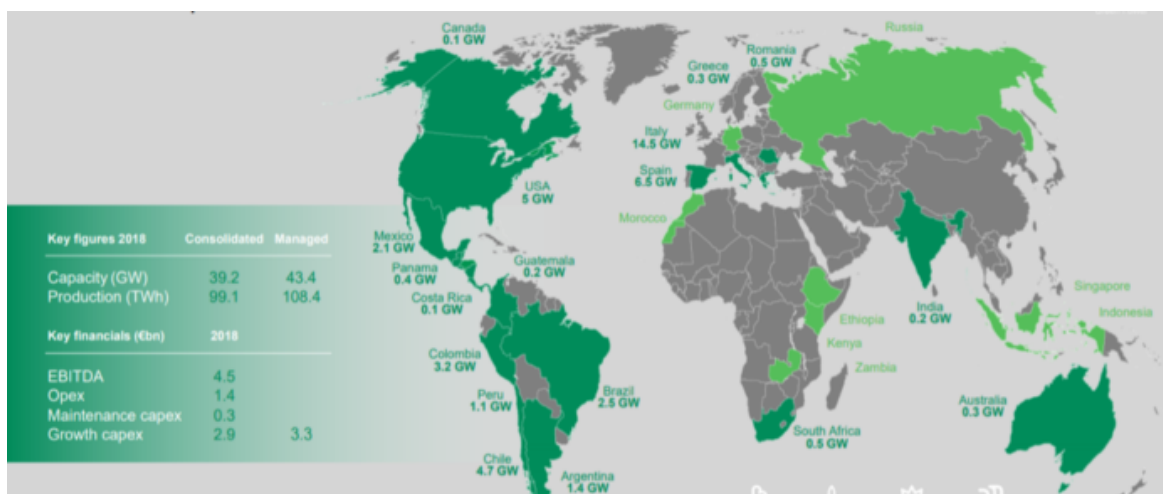 Canada
0.1 GW
Romania
0.5 GW
Russia
Greece
0.3 GW
Germany
Italy
14.5 GW
Spain
6.5 GW
USA
5 GW
Morocco
Mexico
2.1 GW
Guatemala
0.2 GW
Panama
0.4 GW
Costa Rica
0.1 GW
India
0.2 GW
Singapore
Indonesia
Ethiopia
Kenya
Zambia
Colombia
3.2 GW
Peru
1.1 GW
Brazil
2.5 GW
Australia
0.3 GW
South Africa
0.5 GW
Chile
4.7 GW
Argentina
1.4 GW
Key figures 2018 Consolidated Managed
Capacity (GW) 39.2 43.4
Production (TWh) 99.1 108.4
Key financials (€bn) 2018
EBITDA 4.5
Opex 1.4
Maintenance capex 0.3
Growth capex 2.9 3.3